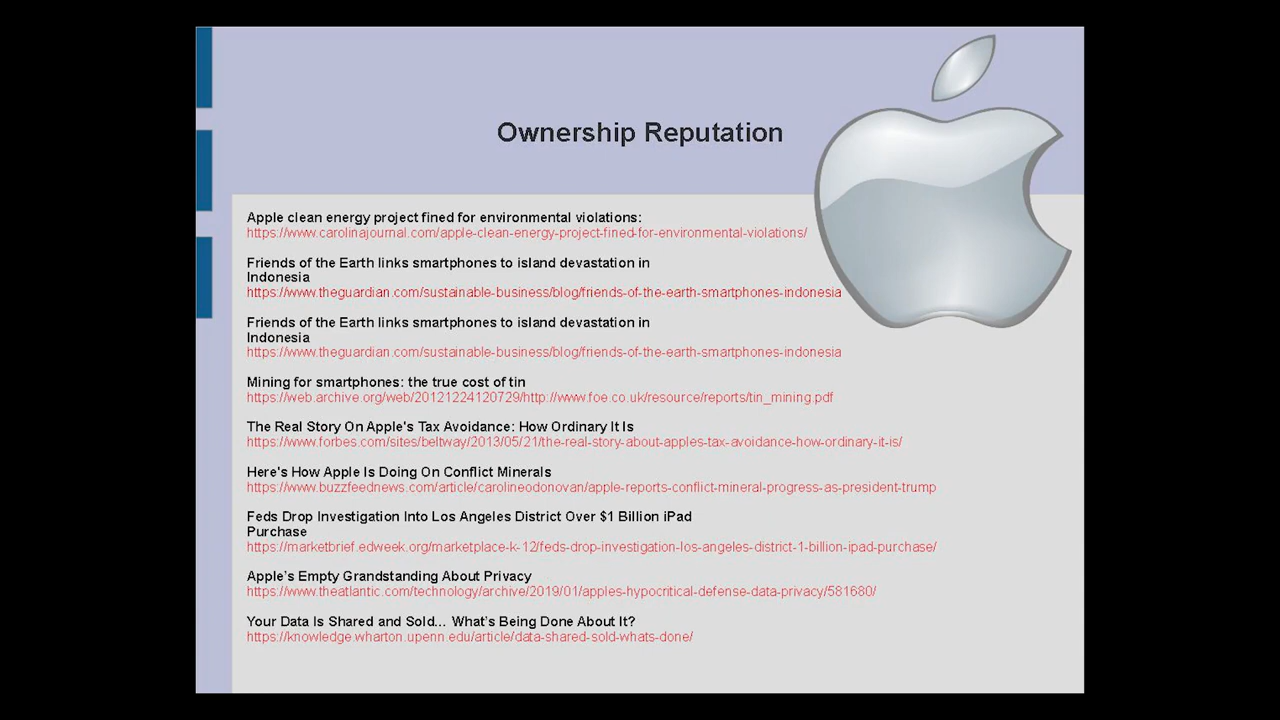 Ownership Reputation
Apple clean energy project fined for environmental violations:
https://www.carolinajournal.com/apple-clean-energy-project-fined-for-environmental-violations/
Friends of the Earth links smartphones to island devastation in
Indonesia
https://www.theguardian.com/sustainable-business/blog/friends-of-the-earth-smartphones-indonesia
Friends of the Earth links smartphones to island devastation in
Indonesia
https://www.theguardian.com/sustainable-business/blog/friends-of-the-earth-smartphones-indonesia
Mining for smartphones: the true cost of tin
https://web.archive.org/web/20121224120729/http://www.foe.co.uk/resource/reports/tin_mining.pdf
The Real Story On Apple's Tax Avoidance: How Ordinary It Is
https://www.forbes.com/sites/beltway/2013/05/21/the-real-story-about-apples-tax-avoidance-how-ordinary-it-is/
Here's How Apple Is Doing On Conflict Minerals
https://www.buzzfeednews.com/article/carolineodonovan/apple-reports-conflict-mineral-progress-as-president-trump
Feds Drop Investigation Into Los Angeles District Over $1 Billion iPad
Purchase
https://marketbrief.edweek.org/marketplace-k-12/feds-drop-investigation-los-angeles-district-1-billion-ipad-purchase/
Apple's Empty Grandstanding About Privacy
https://www.theatlantic.com/technology/archive/2019/01/apples-hypocritical-defense-data-privacy/581680/
Your Data Is Shared and Sold... What's Being Done About It?
https://knowledge.wharton.upenn.edu/article/data-shared-sold-whats-done/